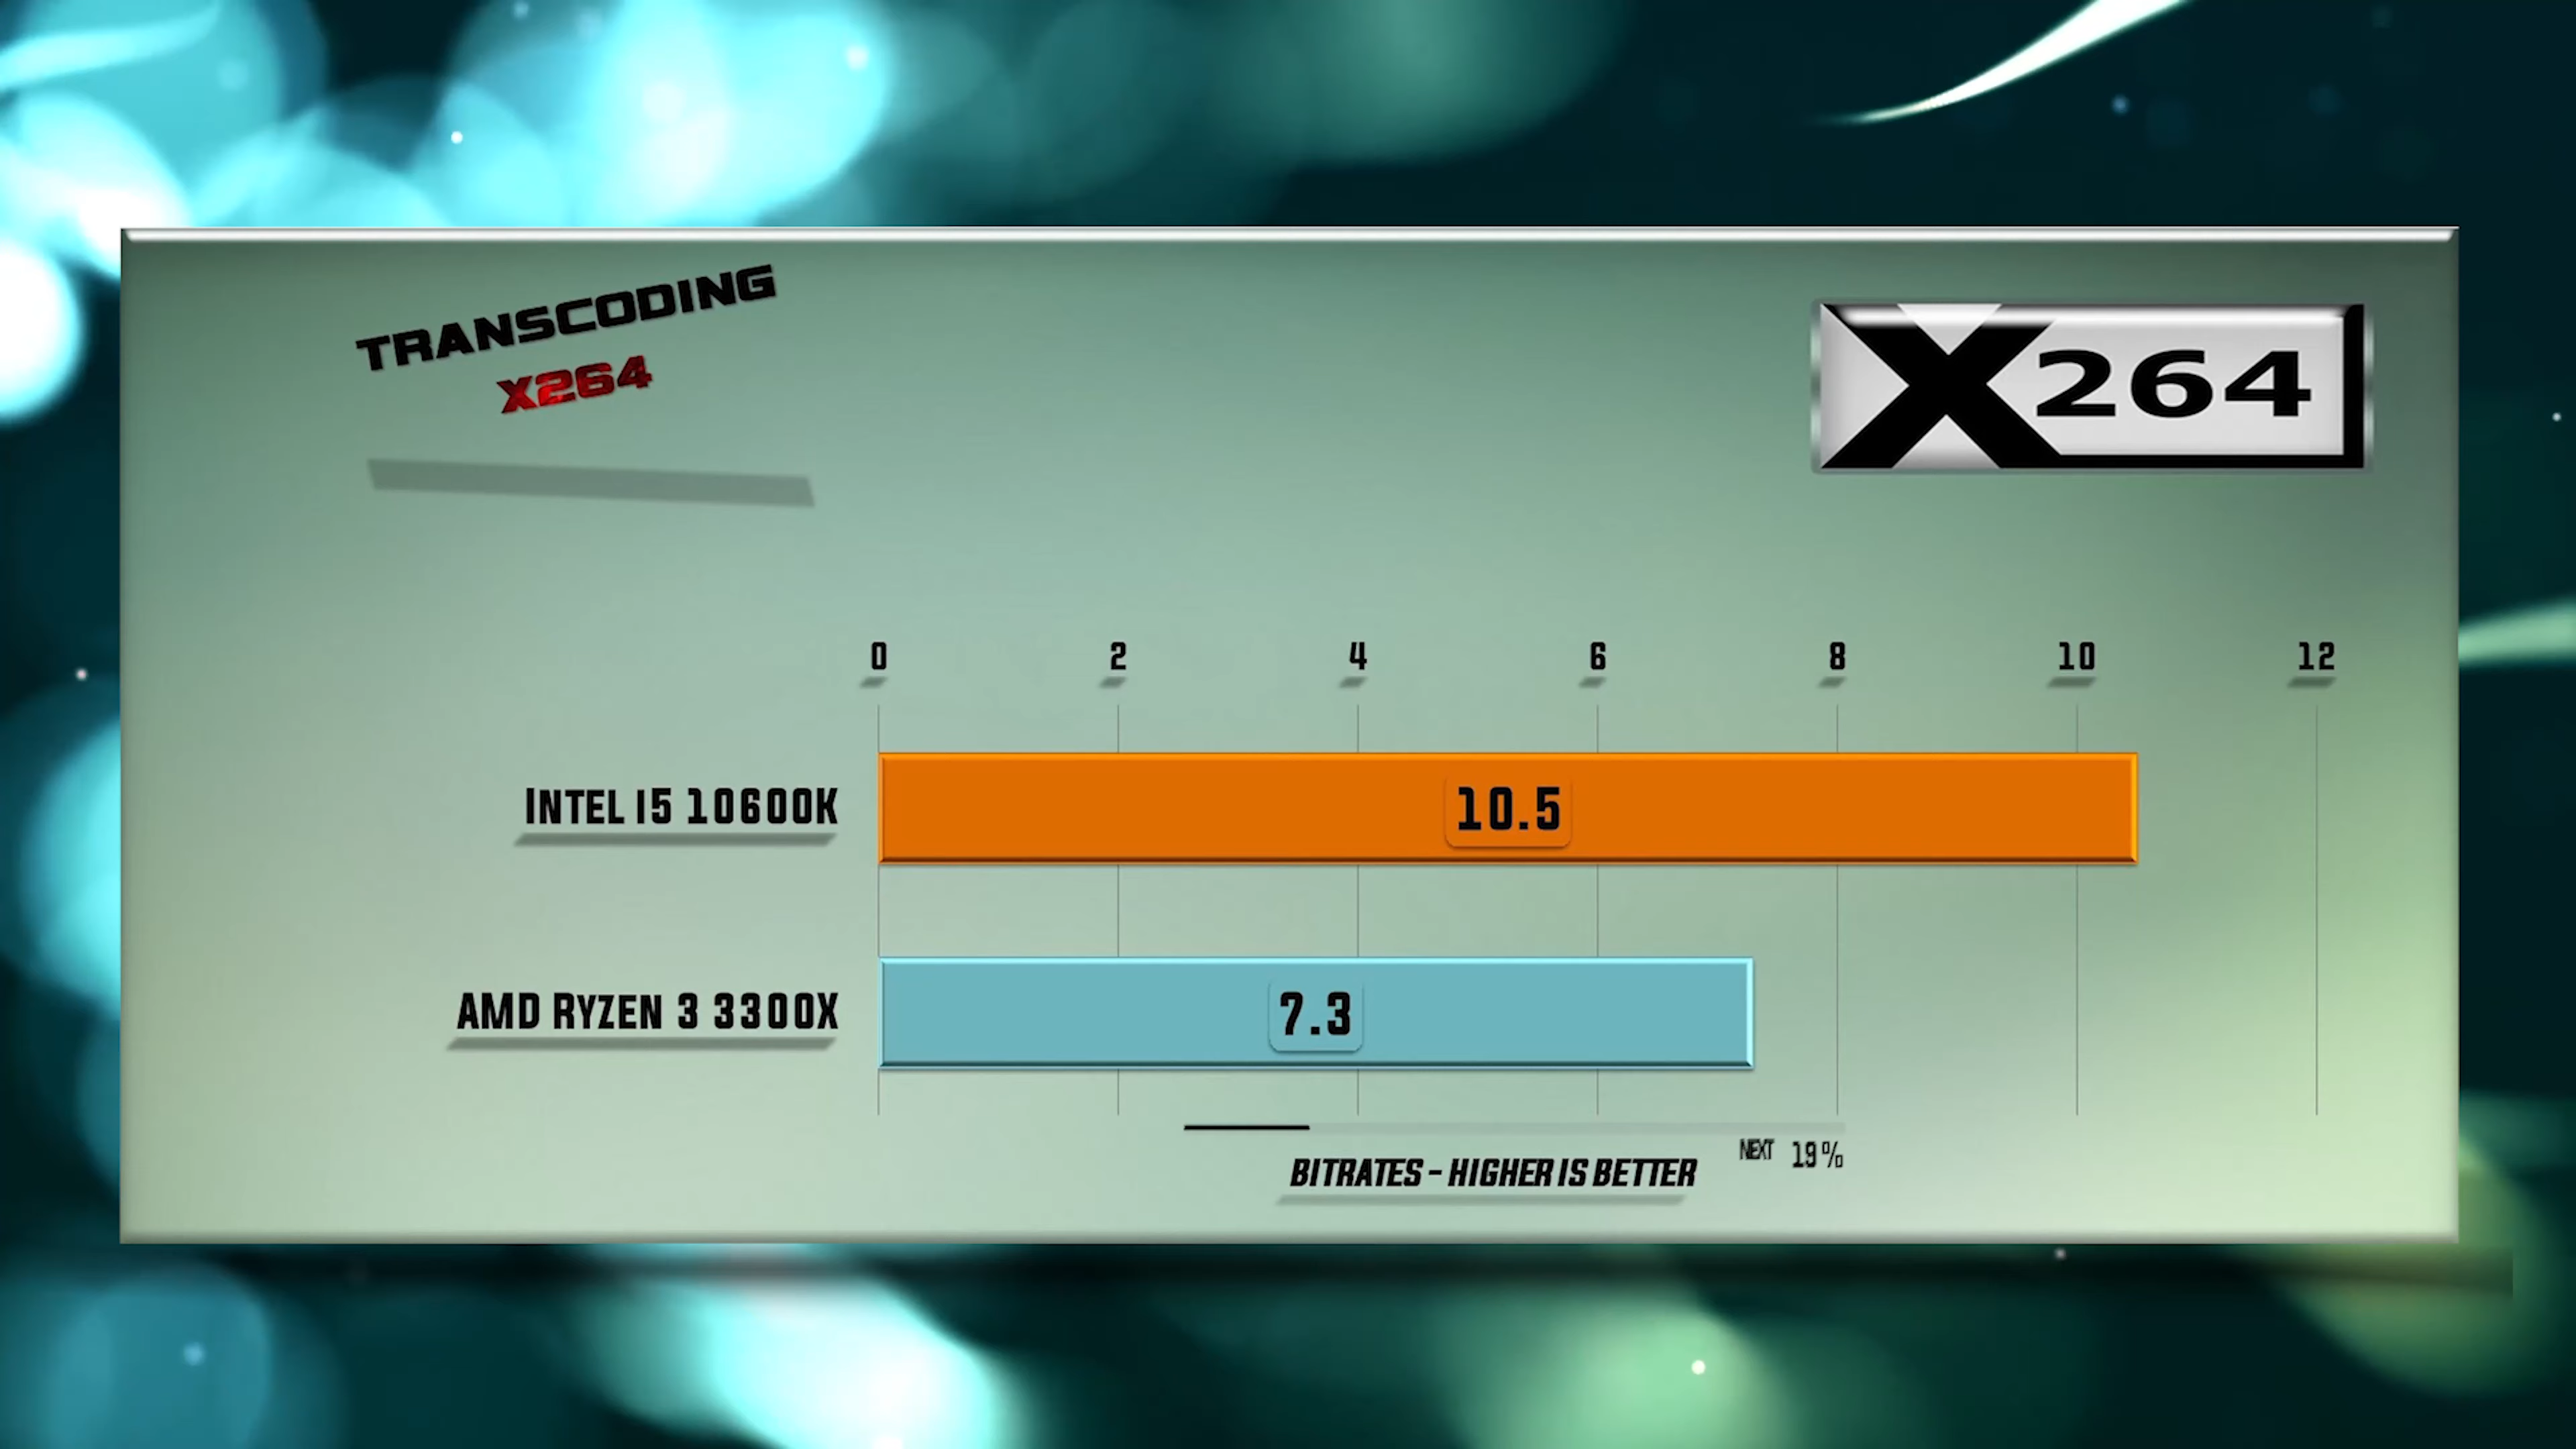 TRANSCODING
X264
X264
0 2 4 6 8 10 12
INTEL I5 10600K
10.5
AMD RYZEN 3 3300X
7.3
NEXT 19%
BITRATES - HIGHER IS BETTER